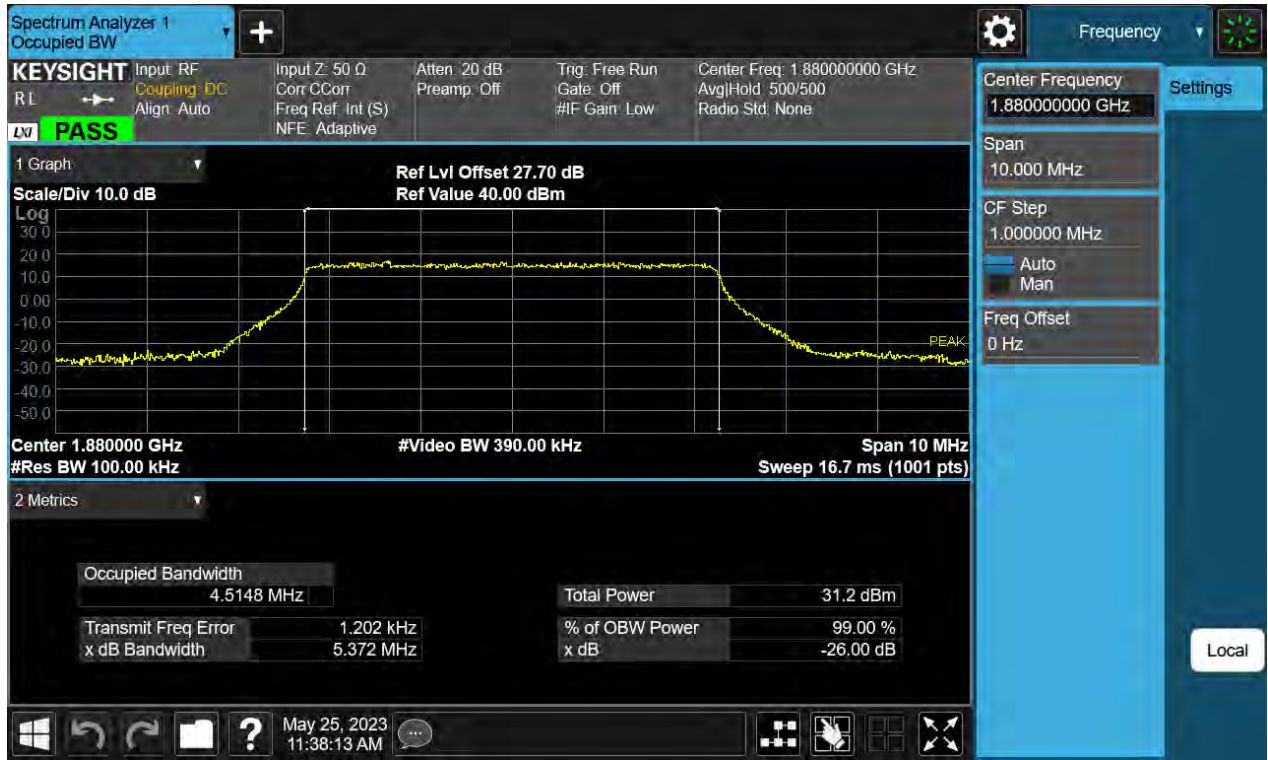 Spectrum Analyzer 1
Occupied BW
Frequency
KEYSIGHT
RL
LXI
PASS
Input: RF
Coupling: DC
Align: Auto
Input Z: 50 Ω
Corr CCorr
Freq Ref: Int (S)
NFE: Adaptive
Atten: 20 dB
Preamp: Off
Trig: Free Run
Gate: Off
#IF Gain: Low
Center Freq: 1.880000000 GHz
Avg|Hold: 500/500
Radio Std: None
Center Frequency
1.880000000 GHz
Settings
Span
10.000 MHz
CF Step
1.000000 MHz
Auto
Man
Freq Offset
0 Hz
1 Graph
Scale/Div 10.0 dB
Ref Lvl Offset 27.70 dB
Ref Value 40.00 dBm
Log
30.0
20.0
10.0
0.00
-10.0
-20.0
-30.0
-40.0
-50.0
PEAK
Center 1.880000 GHz
#Video BW 390.00 kHz
Span 10 MHz
#Res BW 100.00 kHz
Sweep 16.7 ms (1001 pts)
2 Metrics
Occupied Bandwidth
4.5148 MHz
Transmit Freq Error 1.202 kHz
x dB Bandwidth 5.372 MHz
Total Power 31.2 dBm
% of OBW Power 99.00 %
x dB -26.00 dB
Local
?
May 25, 2023
11:38:13 AM